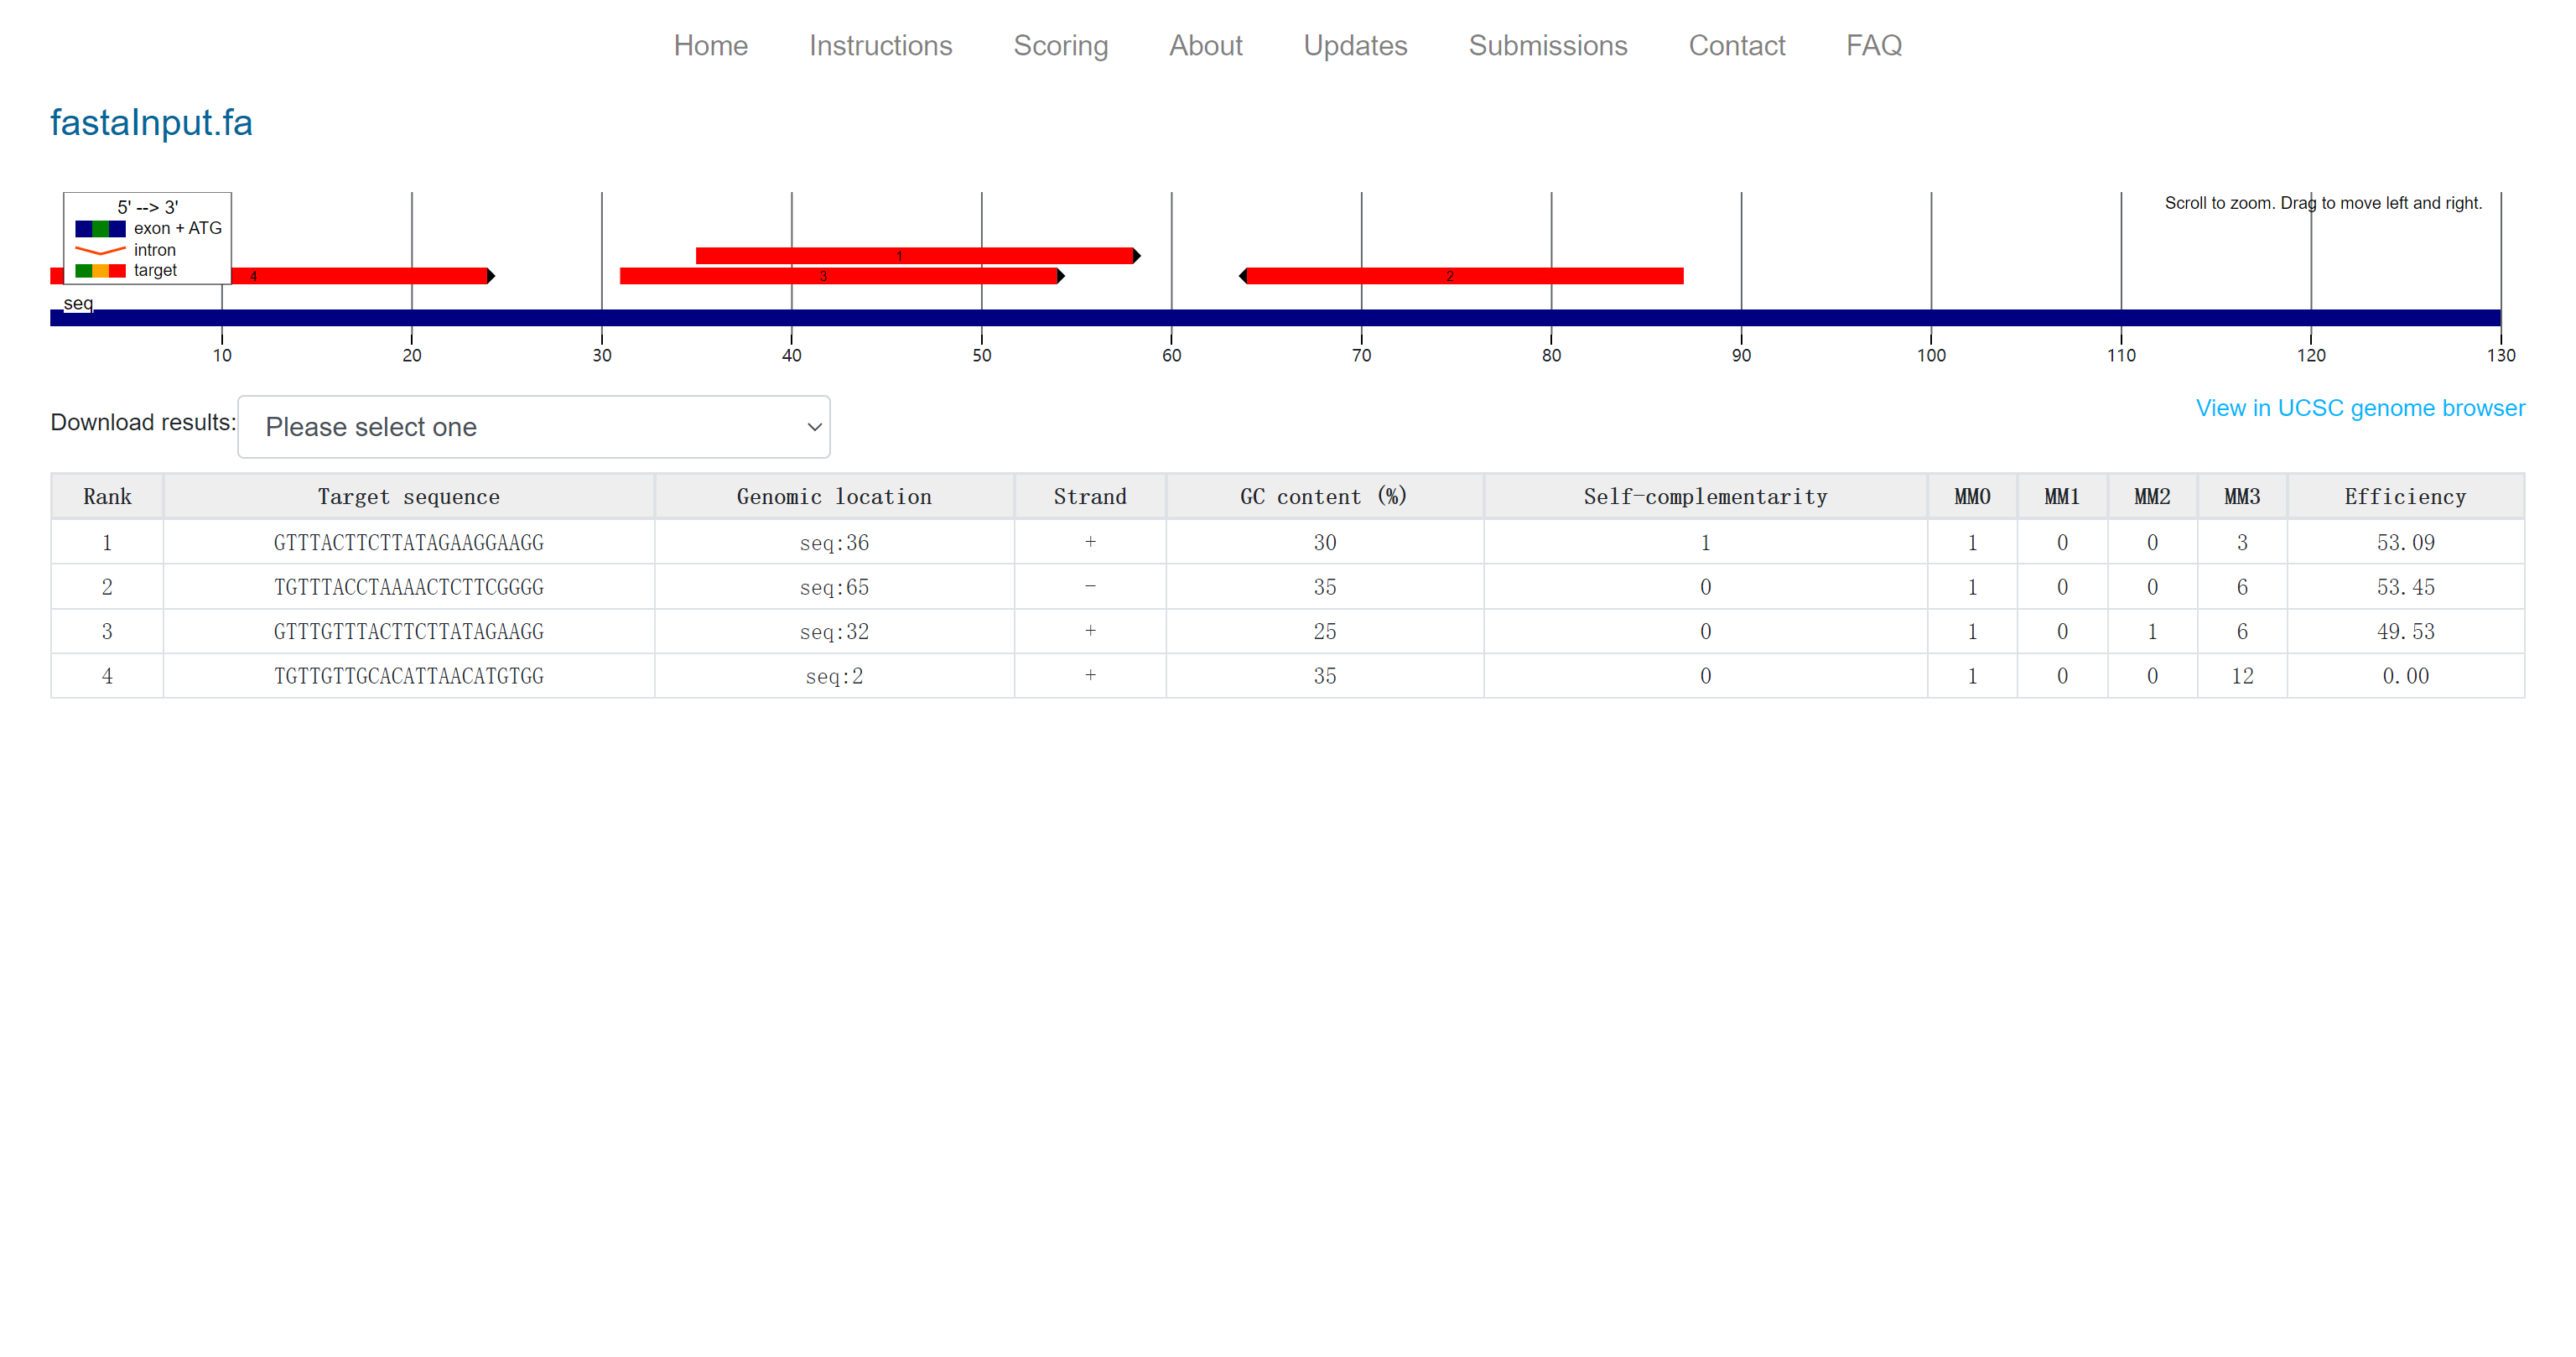 Home Instructions Scoring About Updates Submissions Contact FAQ
fastaInput.fa
5' --> 3'
exon + ATG
intron
target
Scroll to zoom. Drag to move left and right.
1
4 3 2
seq
10 20 30 40 50 60 70 80 90 100 110 120 130
Download results: Please select one
View in UCSC genome browser
Rank Target sequence Genomic location Strand GC content (%) Self-complementarity MM0 MM1 MM2 MM3 Efficiency
1 GTTTACTTCTTATAGAAGGAAGG seq:36 + 30 1 1 0 0 3 53.09
2 TGTTTACCTAAAACTCTTCGGGG seq:65 - 35 0 1 0 0 6 53.45
3 GTTTGTTTACTTCTTATAGAAGG seq:32 + 25 0 1 0 1 6 49.53
4 TGTTGTTGCACATTAACATGTGG seq:2 + 35 0 1 0 0 12 0.00